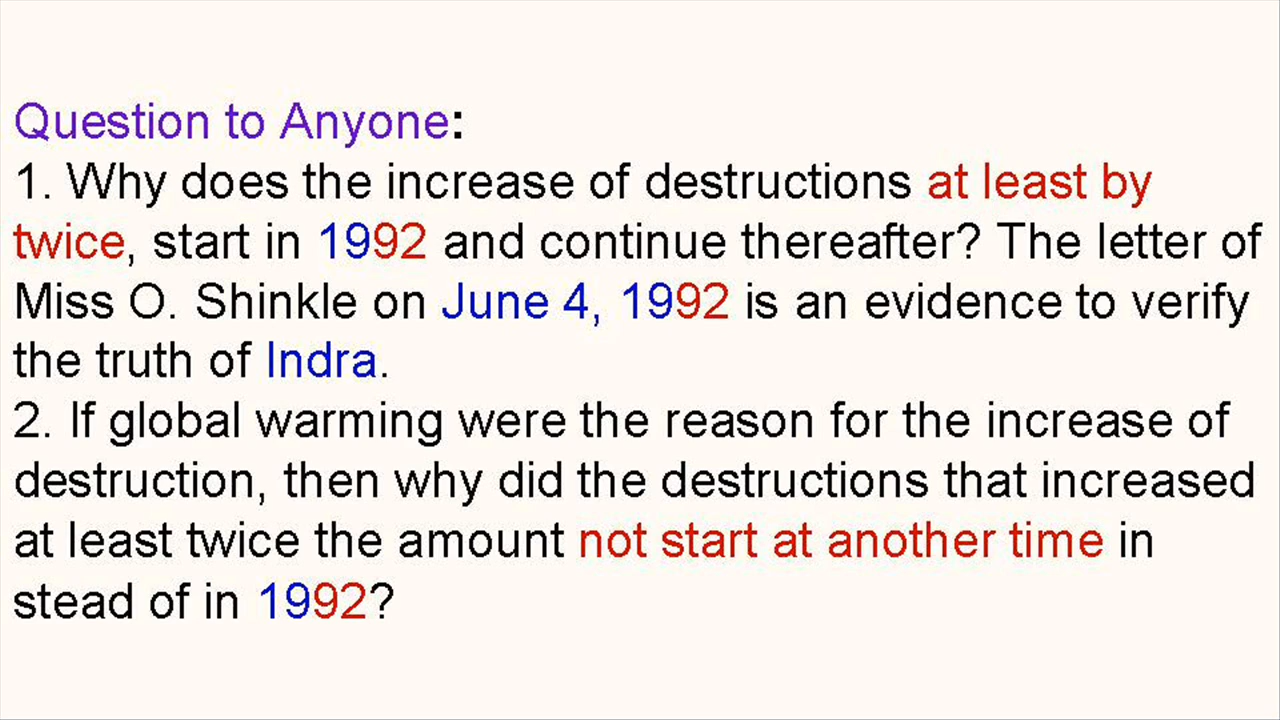 Question to Anyone:
1. Why does the increase of destructions at least by
twice, start in 1992 and continue thereafter? The letter of
Miss O. Shinkle on June 4, 1992 is an evidence to verify
the truth of Indra.
2. If global warming were the reason for the increase of
destruction, then why did the destructions that increased
at least twice the amount not start at another time in
stead of in 1992?